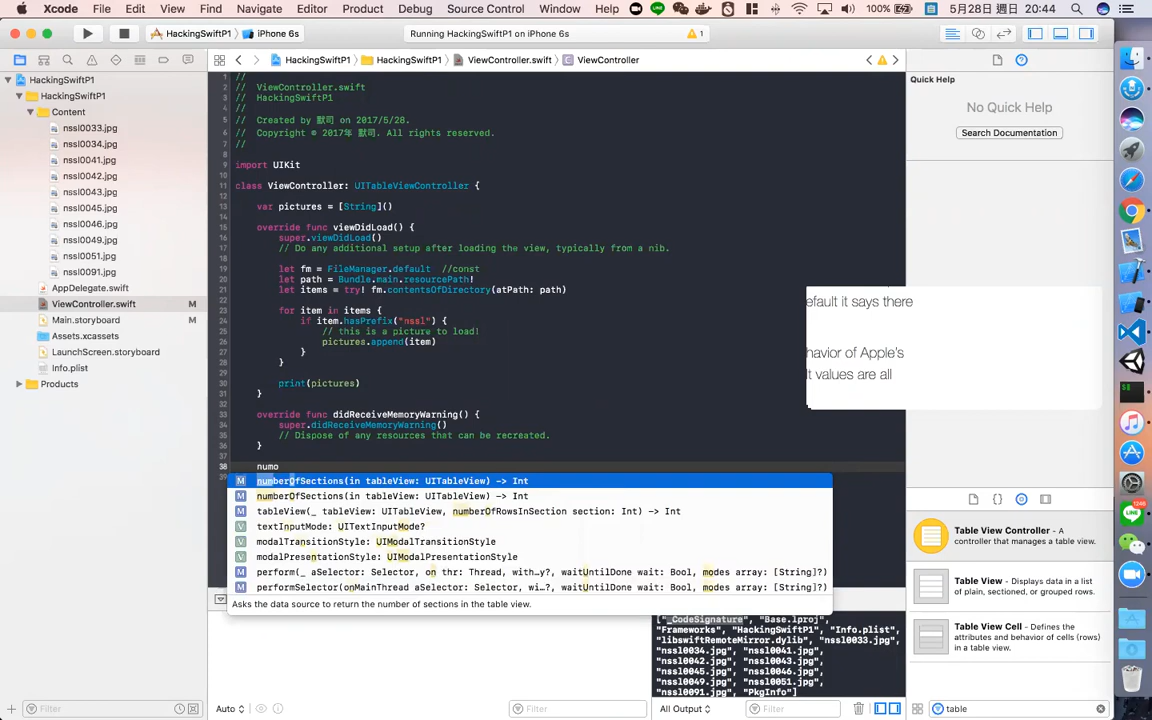 Xcode File Edit View Find Navigate Editor Product Debug Source Control Window Help 100% 5月28日 週日 20:44
HackingSwiftP1 iPhone 6s
Running HackingSwiftP1 on iPhone 6s
1
HackingSwiftP1 HackingSwiftP1 ViewController.swift ViewController
HackingSwiftP1
HackingSwiftP1
Content
nssl0033.jpg
nssl0034.jpg
nssl0041.jpg
nssl0042.jpg
nssl0043.jpg
nssl0045.jpg
nssl0046.jpg
nssl0049.jpg
nssl0051.jpg
nssl0091.jpg
AppDelegate.swift
ViewController.swift M
Main.storyboard M
Assets.xcassets
LaunchScreen.storyboard
Info.plist
Products
Filter
//
// ViewController.swift
// HackingSwiftP1
//
// Created by 默司 on 2017/5/28.
// Copyright © 2017年 默司. All rights reserved.
//
import UIKit
class ViewController: UITableViewController {
var pictures = [String]()
override func viewDidLoad() {
super.viewDidLoad()
// Do any additional setup after loading the view, typically from a nib.
let fm = FileManager.default //const
let path = Bundle.main.resourcePath!
let items = try! fm.contentsOfDirectory(atPath: path)
for item in items {
if item.hasPrefix("nssl") {
// this is a picture to load!
pictures.append(item)
}
}
print(pictures)
}
override func didReceiveMemoryWarning() {
super.didReceiveMemoryWarning()
// Dispose of any resources that can be recreated.
}
38 numo
M numberOfSections(in tableView: UITableView) -> Int
M numberOfSections(in tableView: UITableView) -> Int
M tableView(_ tableView: UITableView, numberOfRowsInSection section: Int) -> Int
V textInputMode: UITextInputMode?
V modalTransitionStyle: UIModalTransitionStyle
V modalPresentationStyle: UIModalPresentationStyle
M perform(_ aSelector: Selector, on thr: Thread, with…y?, waitUntilDone wait: Bool, modes array: [String]?)
M performSelector(onMainThread aSelector: Selector, wi…?, waitUntilDone wait: Bool, modes array: [String]?)
Asks the data source to return the number of sections in the table view.
["_CodeSignature", "Base.lproj",
"Frameworks", "HackingSwiftP1", "Info.plist",
"libswiftRemoteMirror.dylib", "nssl0033.jpg",
"nssl0034.jpg", "nssl0041.jpg",
"nssl0042.jpg", "nssl0043.jpg",
"nssl0045.jpg", "nssl0046.jpg",
"nssl0049.jpg", "nssl0051.jpg",
"nssl0091.jpg", "PkgInfo"]
Auto Filter All Output Filter
Quick Help
No Quick Help
Search Documentation
efault it says there
havior of Apple's
lt values are all
Table View Controller - A
controller that manages a table view.
Table View - Displays data in a list
of plain, sectioned, or grouped rows.
Table View Cell - Defines the
attributes and behavior of cells (rows)
in a table view.
table